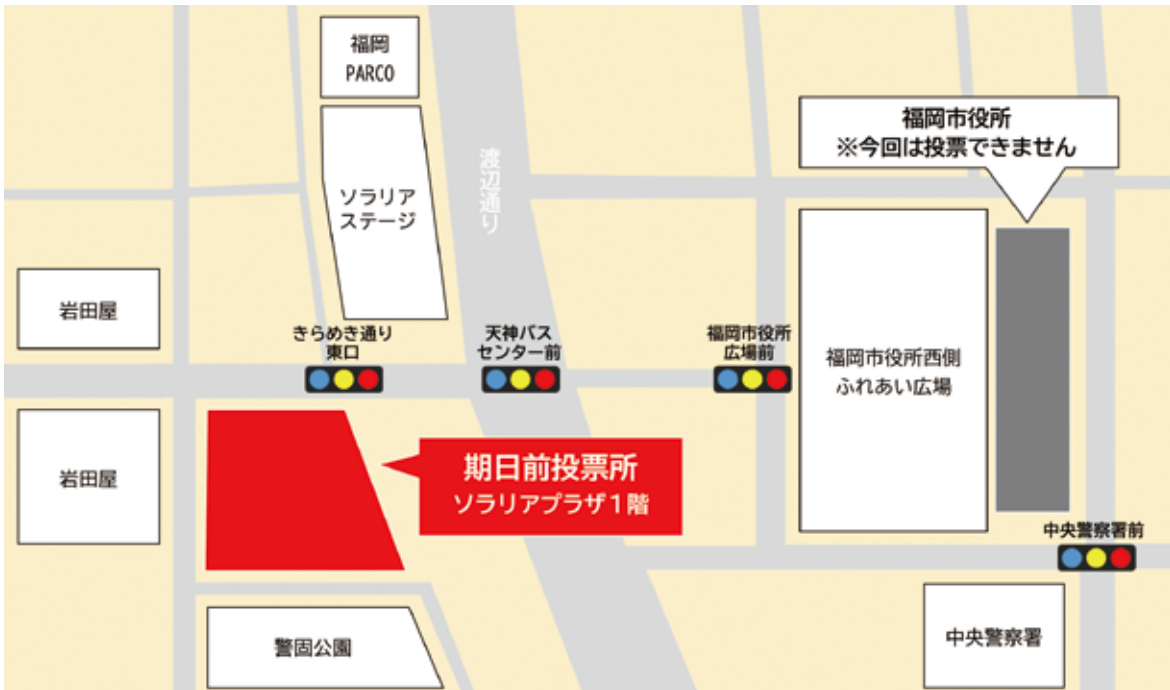 福岡
PARCO
福岡市役所
※今回は投票できません
渡辺通り
ソラリア
ステージ
岩田屋
きらめき通り
東口
天神バス
センター前
福岡市役所
広場前
福岡市役所西側
ふれあい広場
岩田屋
期日前投票所
ソラリアプラザ1階
中央警察署前
警固公園
中央警察署